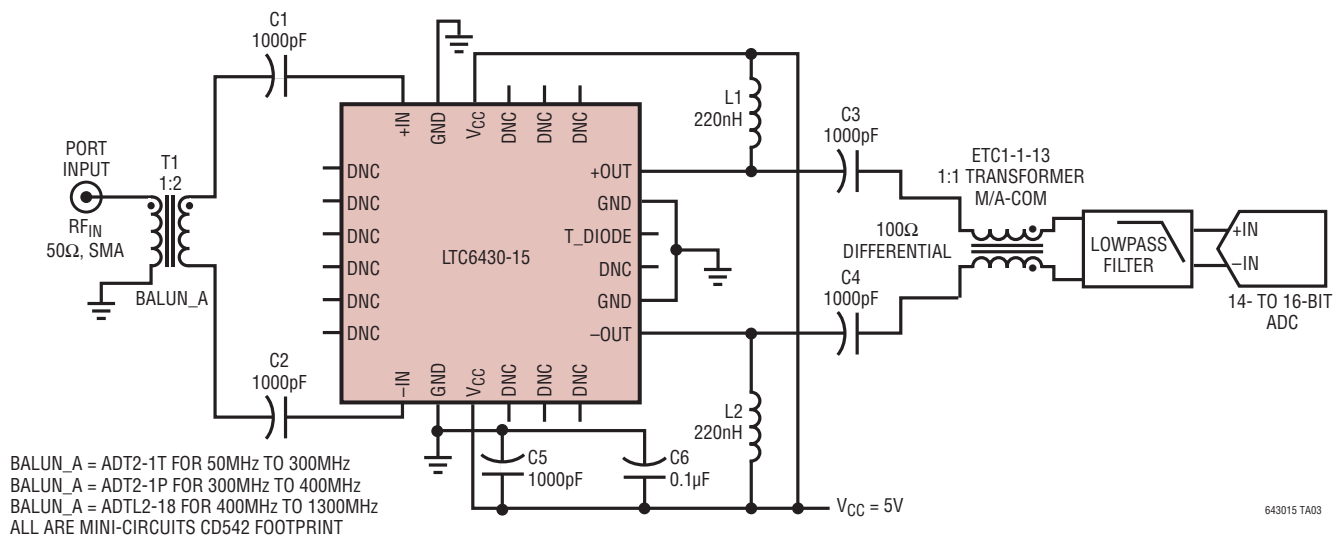 C1
1000pF
PORT
INPUT
T1
1:2
RF_IN
50Ω, SMA
BALUN_A
C2
1000pF
+IN
GND
V_CC
DNC
DNC
DNC
DNC
DNC
DNC
DNC
DNC
DNC
LTC6430-15
+OUT
GND
T_DIODE
DNC
GND
–OUT
–IN
GND
V_CC
DNC
DNC
DNC
L1
220nH
C3
1000pF
100Ω
DIFFERENTIAL
C4
1000pF
L2
220nH
C5
1000pF
C6
0.1µF
V_CC = 5V
ETC1-1-13
1:1 TRANSFORMER
M/A-COM
LOWPASS
FILTER
+IN
–IN
14- TO 16-BIT
ADC
BALUN_A = ADT2-1T FOR 50MHz TO 300MHz
BALUN_A = ADT2-1P FOR 300MHz TO 400MHz
BALUN_A = ADTL2-18 FOR 400MHz TO 1300MHz
ALL ARE MINI-CIRCUITS CD542 FOOTPRINT
643015 TA03